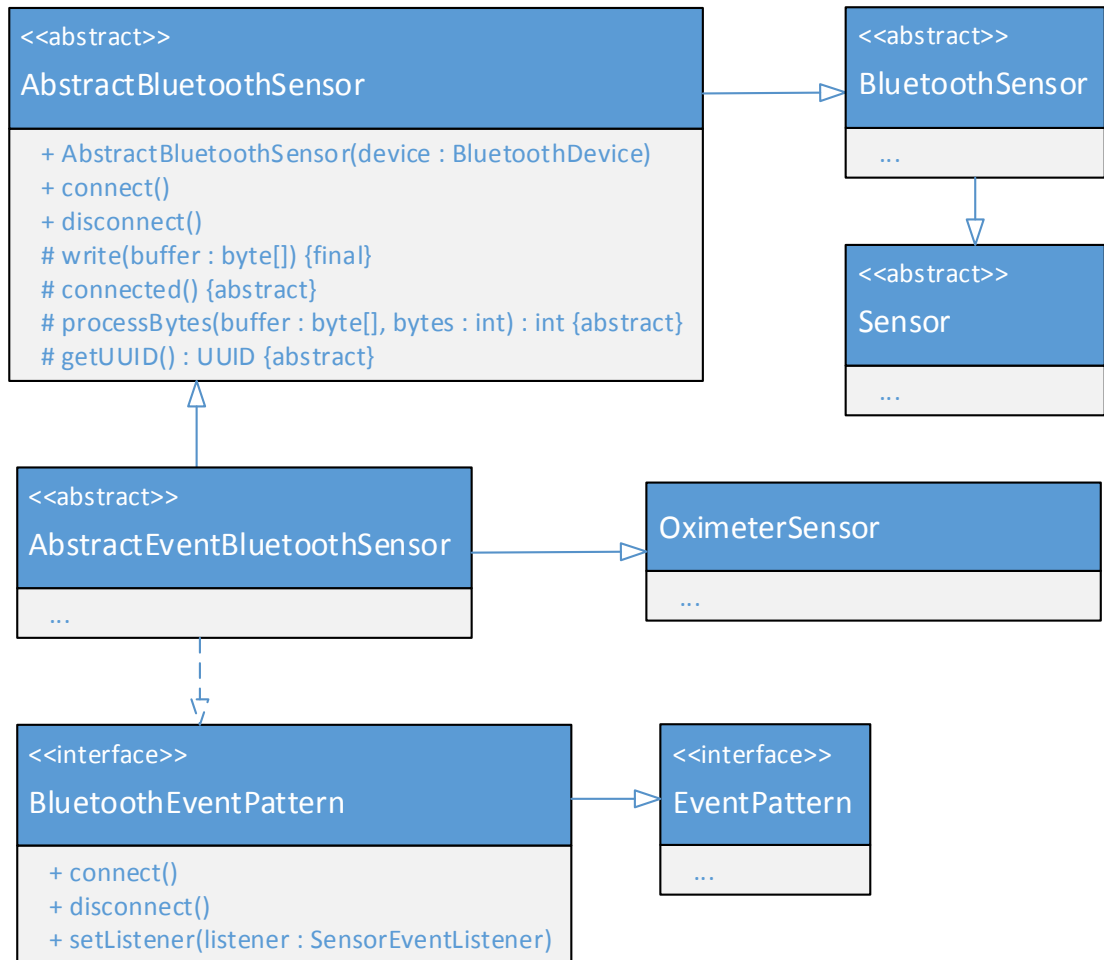 <<abstract>>
AbstractBluetoothSensor
+ AbstractBluetoothSensor(device : BluetoothDevice)
+ connect()
+ disconnect()
# write(buffer : byte[]) {final}
# connected() {abstract}
# processBytes(buffer : byte[], bytes : int) : int {abstract}
# getUUID() : UUID {abstract}
<<abstract>>
BluetoothSensor
...
<<abstract>>
Sensor
...
<<abstract>>
AbstractEventBluetoothSensor
...
OximeterSensor
...
<<interface>>
BluetoothEventPattern
+ connect()
+ disconnect()
+ setListener(listener : SensorEventListener)
<<interface>>
EventPattern
...